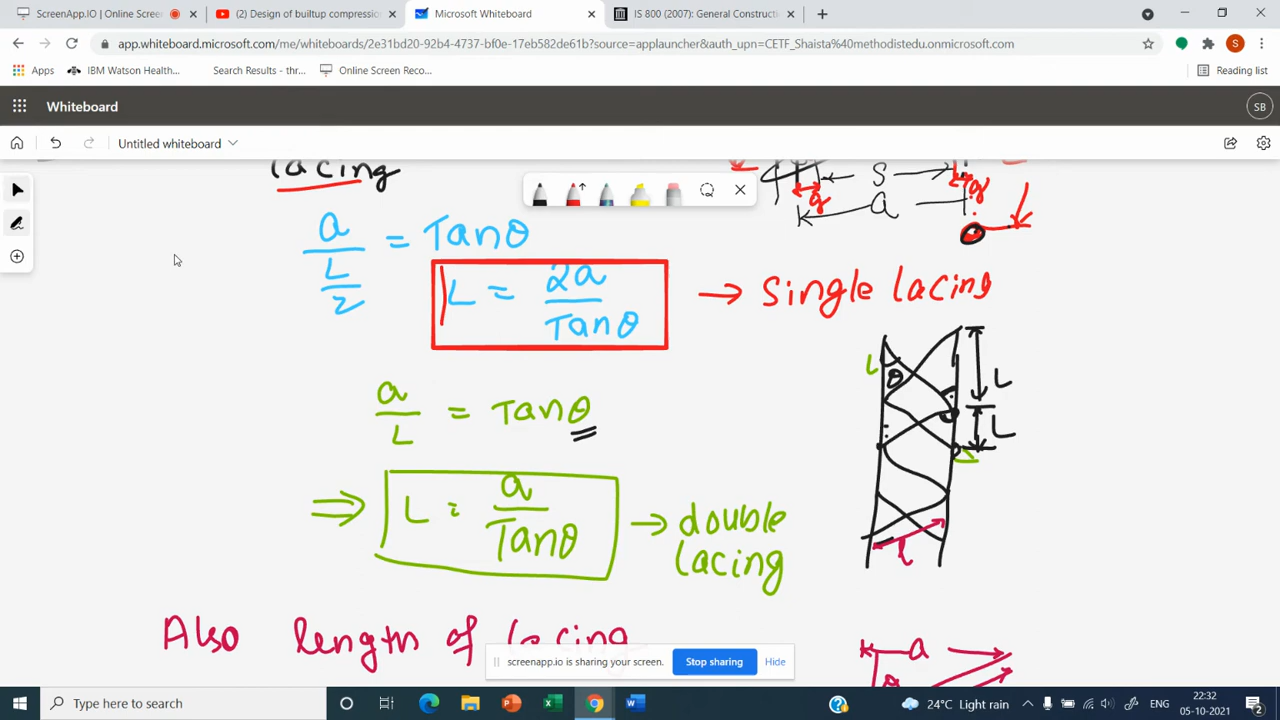 ScreenApp.IO | Online Screen
(2) Design of builtup compression
Microsoft Whiteboard
IS 800 (2007): General Constructi
app.whiteboard.microsoft.com/me/whiteboards/2e31bd20-92b4-4737-bf0e-17eb582de61b?source=applauncher&auth_upn=CETF_Shaista%40methodistedu.onmicrosoft.com
S
Apps
IBM Watson Health...
Search Results - thr...
Online Screen Reco...
Reading list
Whiteboard
SB
Untitled whiteboard
lacing
S
g
g
a
a / (L/2) = Tanθ
L = 2a / Tanθ → Single lacing
a / L = Tanθ
L
θ
L
L
⇒ L = a / Tanθ → double lacing
l
Also length of lacing
a
screenapp.io is sharing your screen.
Stop sharing
Hide
Type here to search
24°C Light rain
ENG
22:32
05-10-2021
2